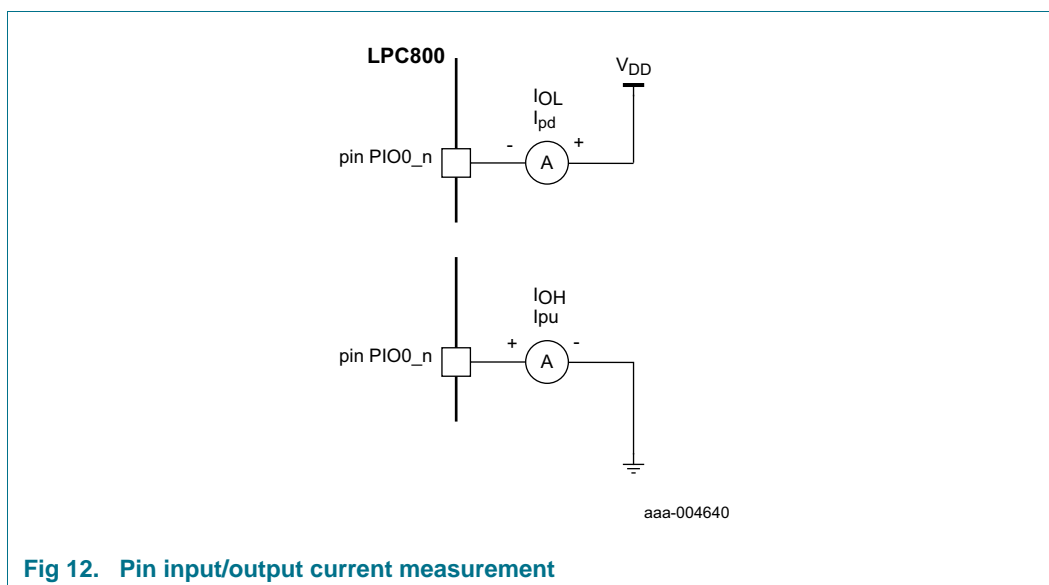 LPC800
VDD
IOL
Ipd
- +
pin PIO0_n
A
IOH
Ipu
+ -
pin PIO0_n
A
aaa-004640
Fig 12. Pin input/output current measurement